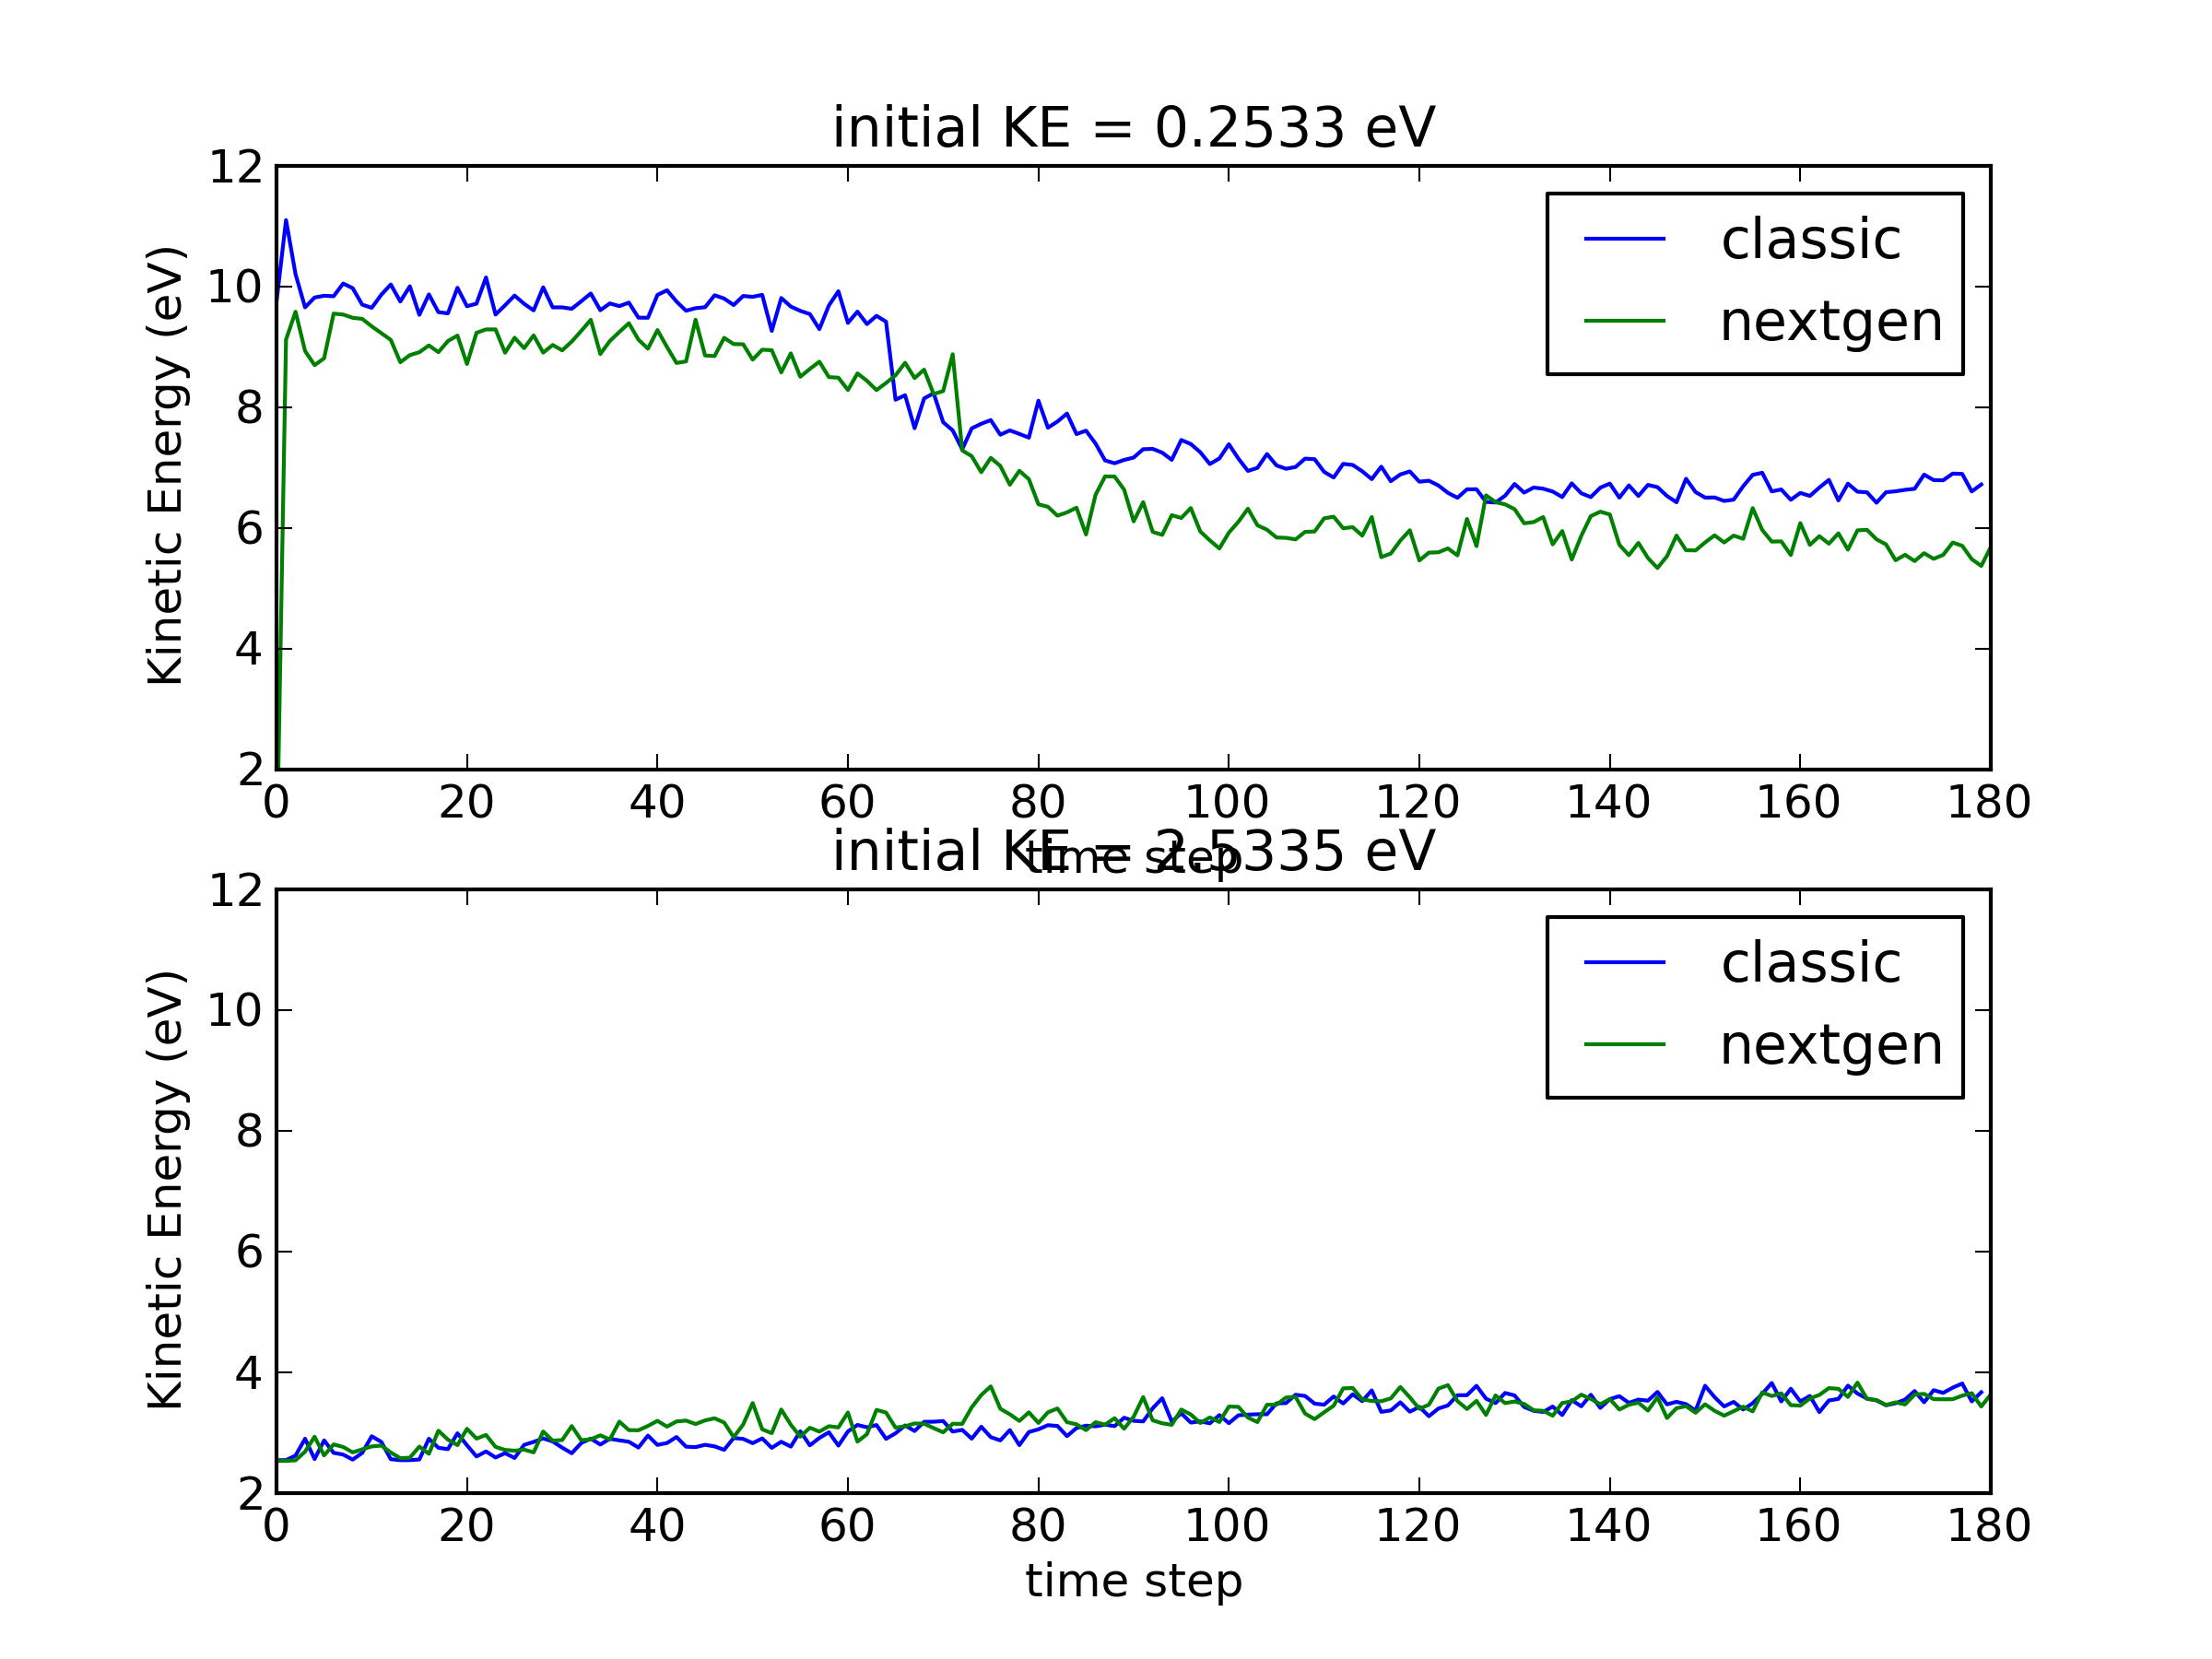 initial KE = 0.2533 eV
12
10
8
6
4
2
Kinetic Energy (eV)
classic
nextgen
0 20 40 60 80 100 120 140 160 180
time step
initial KE = 2.5335 eV
12
10
8
6
4
2
Kinetic Energy (eV)
classic
nextgen
0 20 40 60 80 100 120 140 160 180
time step